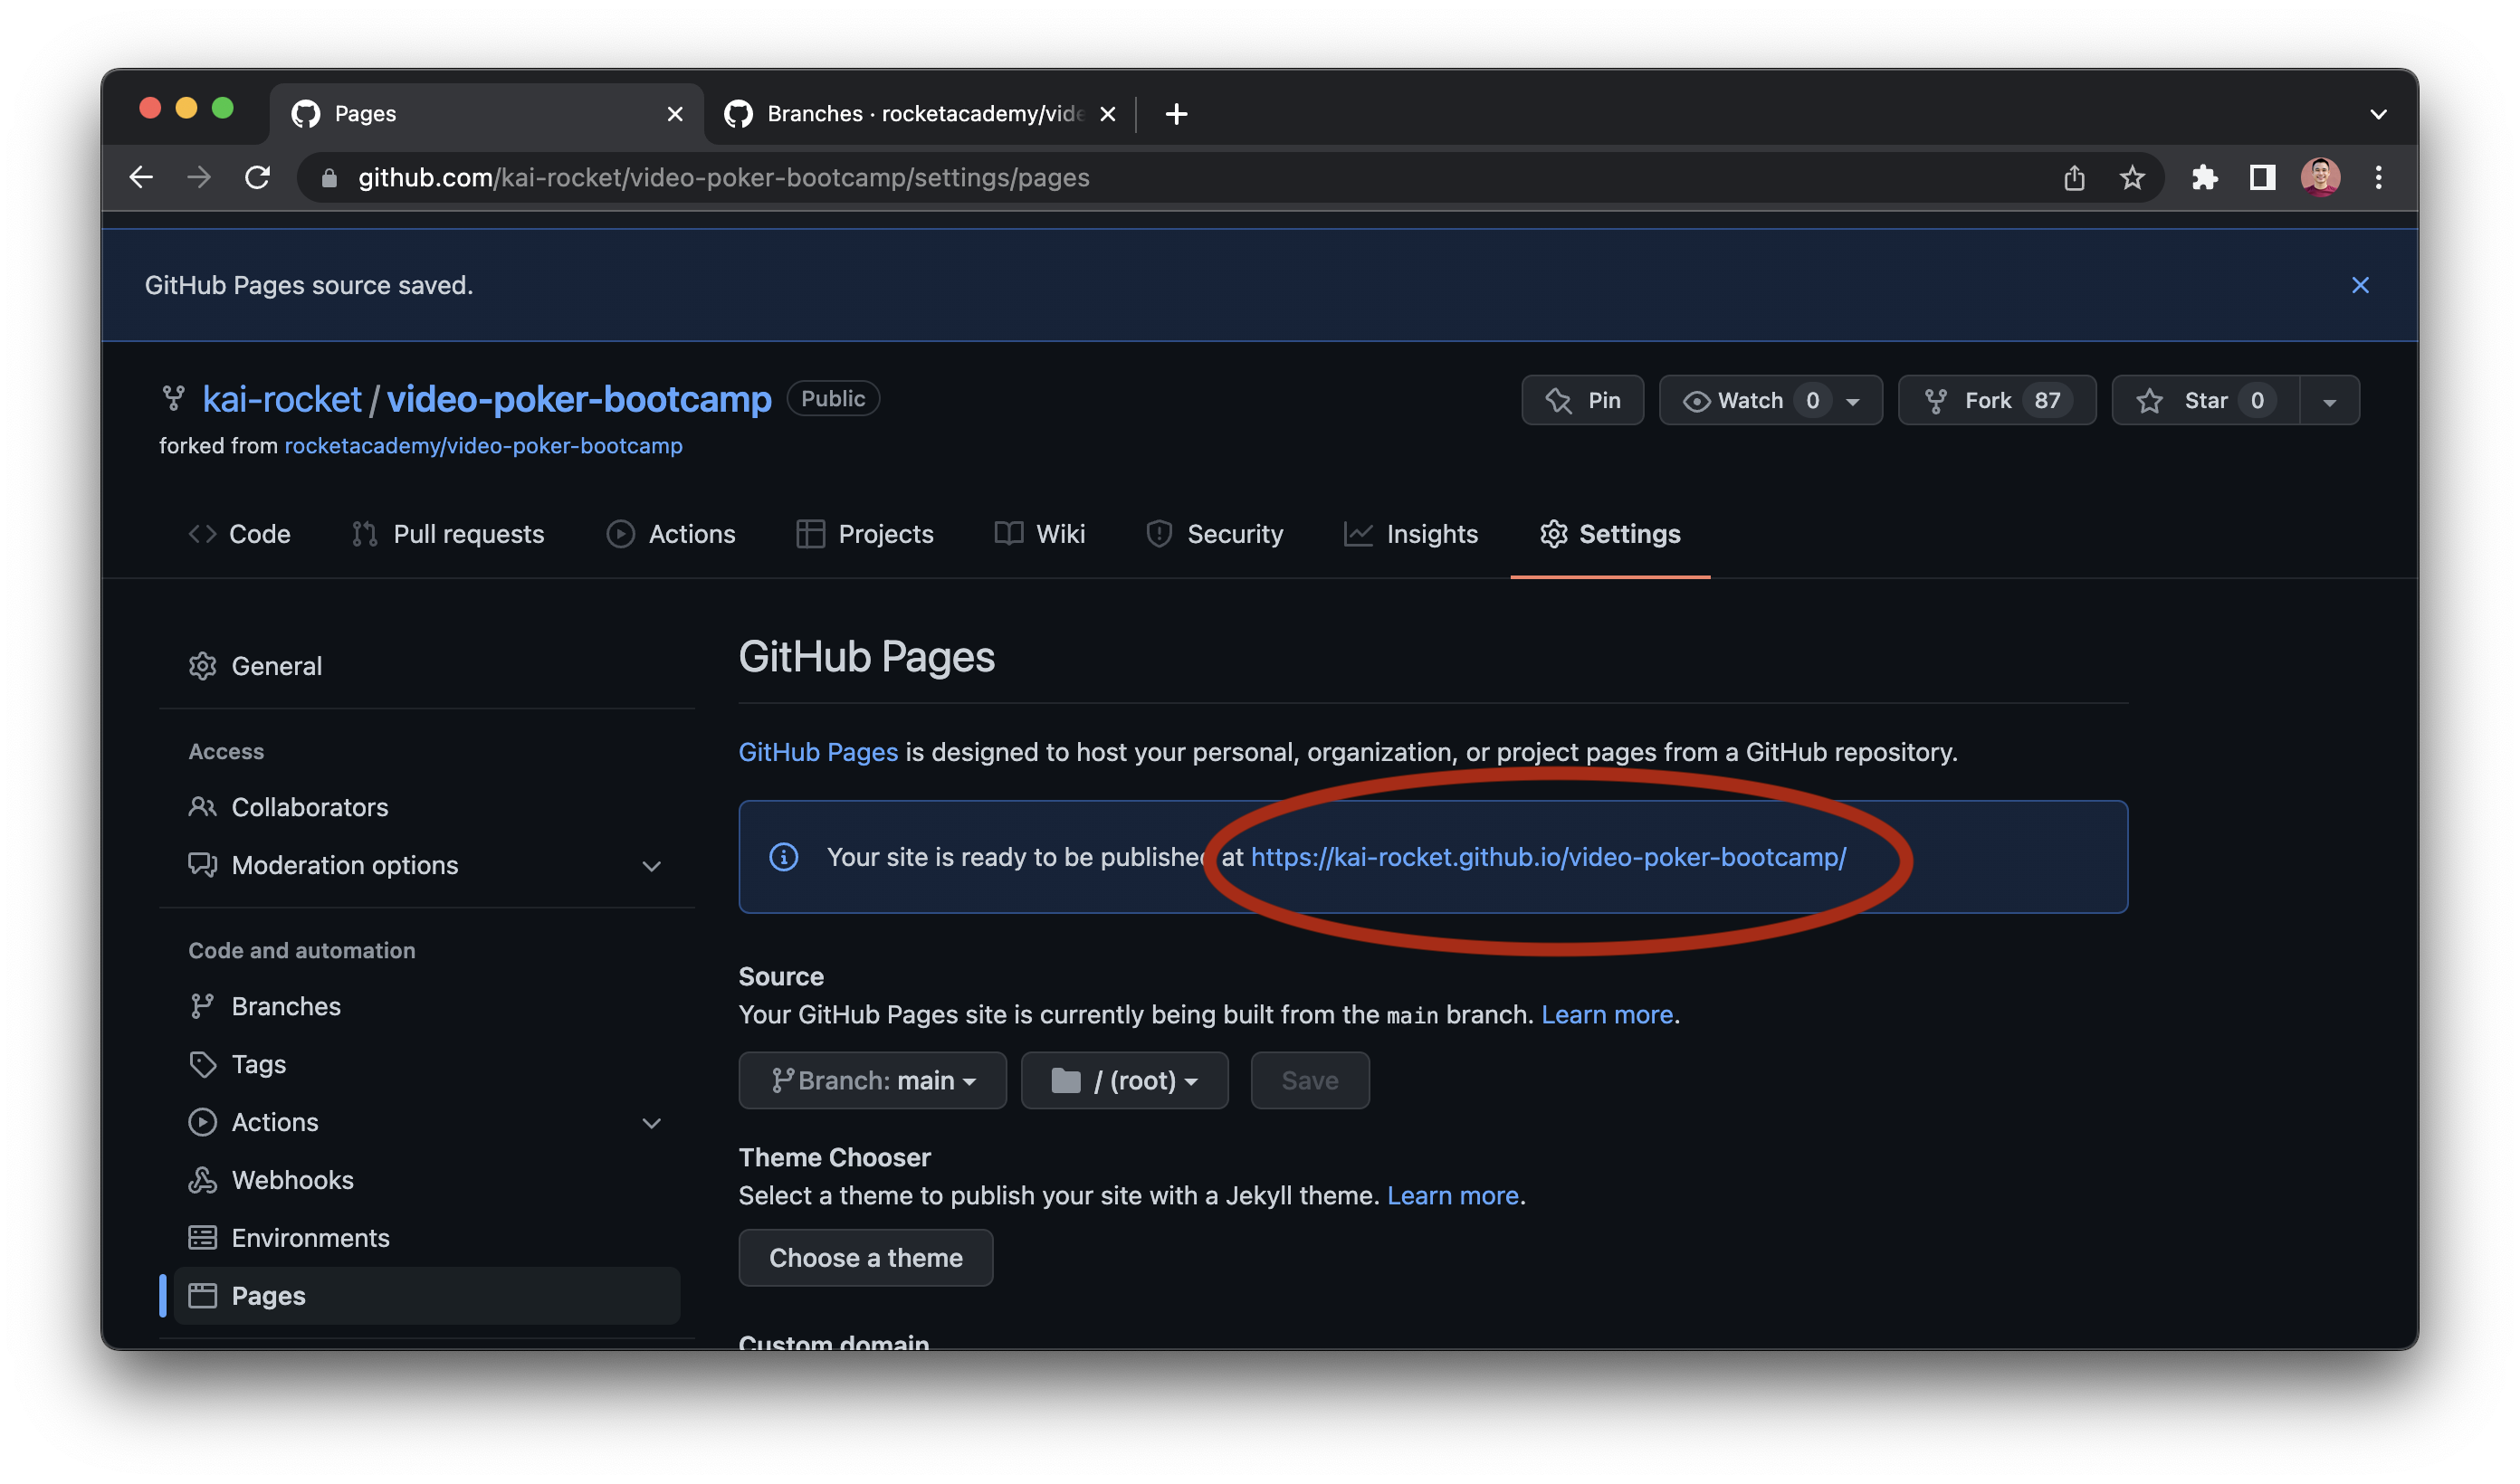 Pages
Branches · rocketacademy/vide
github.com/kai-rocket/video-poker-bootcamp/settings/pages
GitHub Pages source saved.
kai-rocket / video-poker-bootcamp Public
Pin Watch 0 Fork 87 Star 0
forked from rocketacademy/video-poker-bootcamp
Code Pull requests Actions Projects Wiki Security Insights Settings
General
Access
Collaborators
Moderation options
Code and automation
Branches
Tags
Actions
Webhooks
Environments
Pages
GitHub Pages
GitHub Pages is designed to host your personal, organization, or project pages from a GitHub repository.
Your site is ready to be published at https://kai-rocket.github.io/video-poker-bootcamp/
Source
Your GitHub Pages site is currently being built from the main branch. Learn more.
Branch: main / (root) Save
Theme Chooser
Select a theme to publish your site with a Jekyll theme. Learn more.
Choose a theme
Custom domain